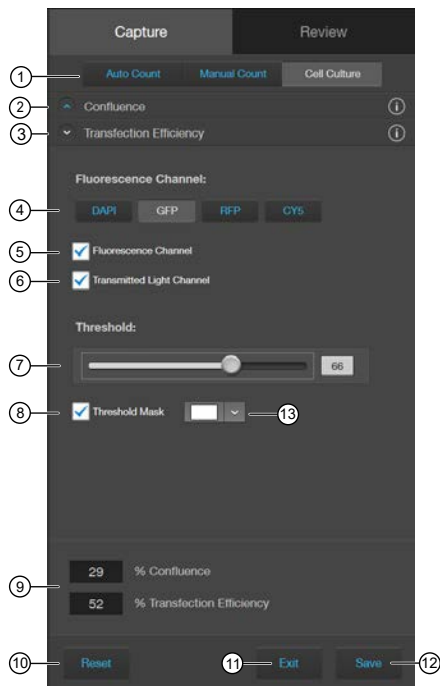 Capture Review
1 Auto Count Manual Count Cell Culture
2 Confluence i
3 Transfection Efficiency i
Fluorescence Channel:
4 DAPI GFP RFP CY5
5 Fluorescence Channel
6 Transmitted Light Channel
Threshold:
7 66
8 Threshold Mask 13
9 29 % Confluence
52 % Transfection Efficiency
10 Reset 11 Exit Save 12